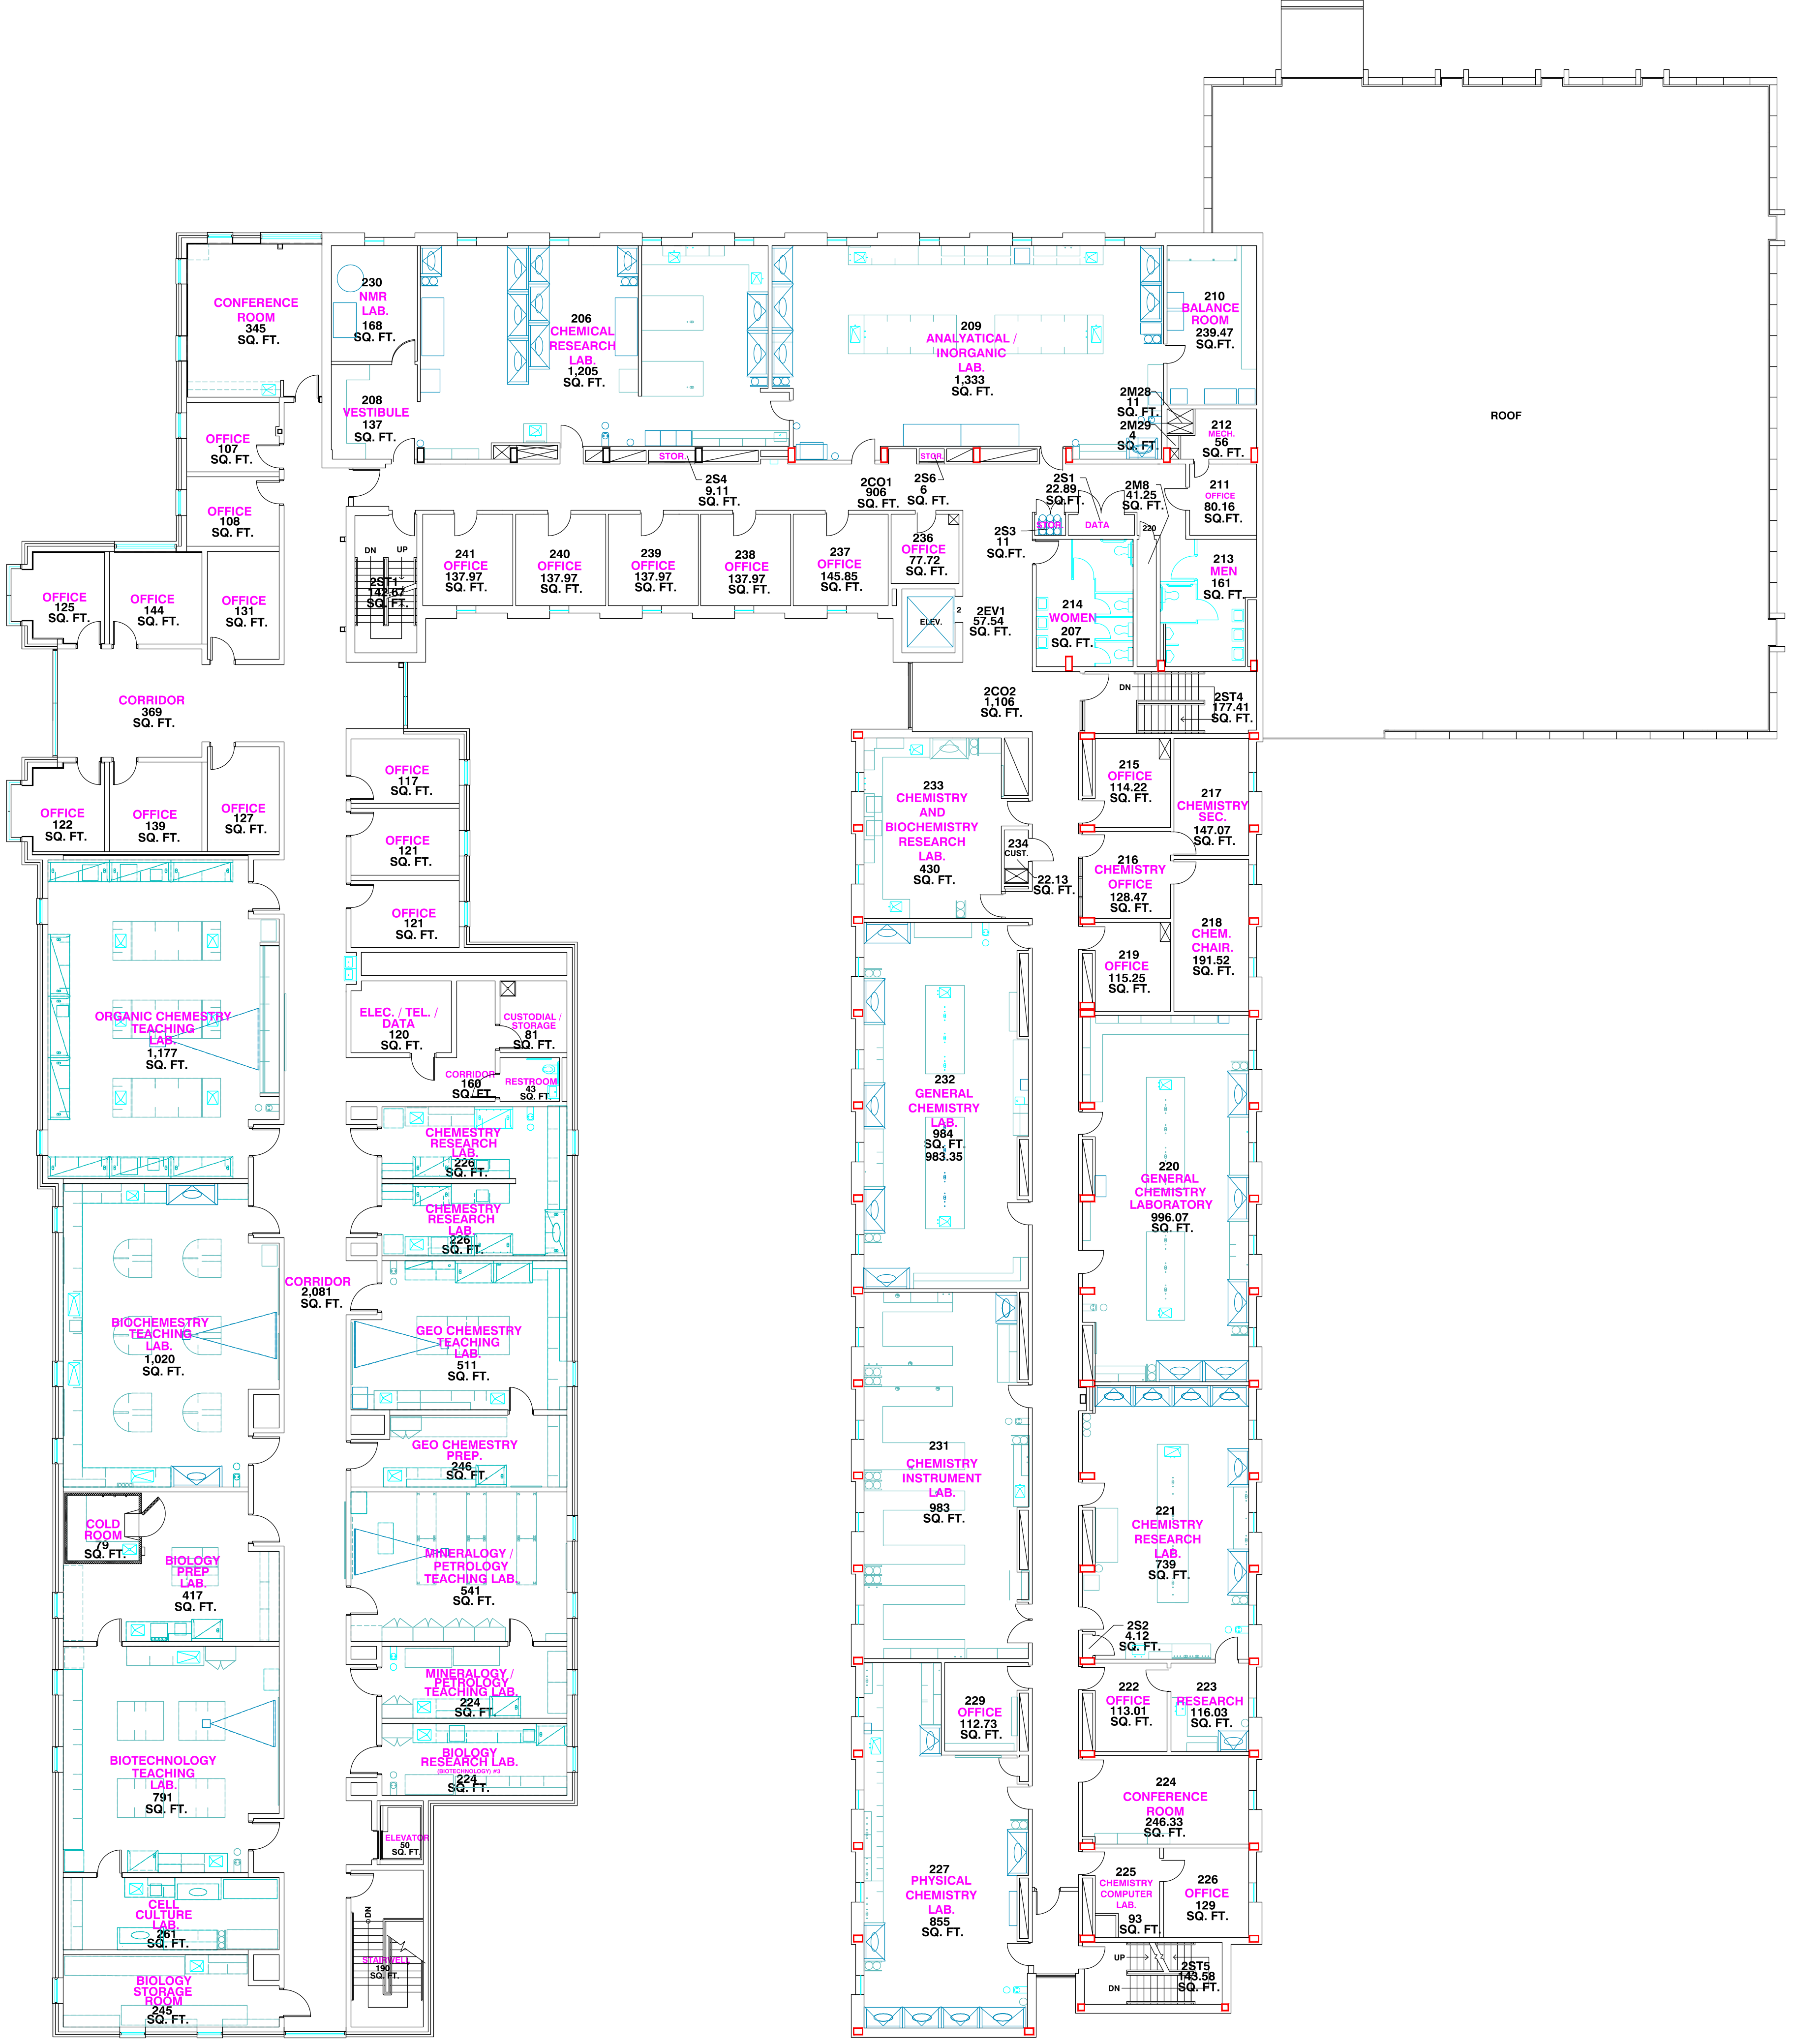 ROOF
CONFERENCE
ROOM
345
SQ. FT.
230
NMR
LAB.
168
SQ. FT.
208
VESTIBULE
137
SQ. FT.
206
CHEMICAL
RESEARCH
LAB.
1,205
SQ. FT.
209
ANALYATICAL /
INORGANIC
LAB.
1,333
SQ. FT.
210
BALANCE
ROOM
239.47
SQ.FT.
2M28
11
SQ. FT.
2M29
4
SQ. FT.
212
MECH.
56
SQ. FT.
OFFICE
107
SQ. FT.
OFFICE
108
SQ. FT.
STOR.
2S4
9.11
SQ. FT.
2CO1
906
SQ. FT.
STOR.
2S6
6
SQ. FT.
2S1
22.89
SQ.FT.
2M8
41.25
SQ. FT.
211
OFFICE
80.16
SQ.FT.
STOR.
DATA
220
2S3
11
SQ.FT.
DN
UP
2ST1
142.67
SQ. FT.
241
OFFICE
137.97
SQ. FT.
240
OFFICE
137.97
SQ. FT.
239
OFFICE
137.97
SQ. FT.
238
OFFICE
137.97
SQ. FT.
237
OFFICE
145.85
SQ. FT.
236
OFFICE
77.72
SQ. FT.
ELEV.
2
2EV1
57.54
SQ. FT.
214
WOMEN
207
SQ. FT.
213
MEN
161
SQ. FT.
OFFICE
125
SQ. FT.
OFFICE
144
SQ. FT.
OFFICE
131
SQ. FT.
CORRIDOR
369
SQ. FT.
2CO2
1,106
SQ. FT.
DN
2ST4
177.41
SQ. FT.
OFFICE
122
SQ. FT.
OFFICE
139
SQ. FT.
OFFICE
127
SQ. FT.
OFFICE
117
SQ. FT.
OFFICE
121
SQ. FT.
OFFICE
121
SQ. FT.
233
CHEMISTRY
AND
BIOCHEMISTRY
RESEARCH
LAB.
430
SQ. FT.
234
CUST.
22.13
SQ. FT.
215
OFFICE
114.22
SQ. FT.
217
CHEMISTRY
SEC.
147.07
SQ. FT.
216
CHEMISTRY
OFFICE
128.47
SQ. FT.
218
CHEM.
CHAIR.
191.52
SQ. FT.
219
OFFICE
115.25
SQ. FT.
ORGANIC CHEMESTRY
TEACHING
LAB.
1,177
SQ. FT.
ELEC. / TEL. /
DATA
120
SQ. FT.
CUSTODIAL /
STORAGE
81
SQ. FT.
CORRIDOR
160
SQ. FT.
RESTROOM
43
SQ. FT.
CHEMESTRY
RESEARCH
LAB.
226
SQ. FT.
CHEMESTRY
RESEARCH
LAB.
226
SQ. FT.
232
GENERAL
CHEMISTRY
LAB.
984
SQ. FT.
983.35
220
GENERAL
CHEMISTRY
LABORATORY
996.07
SQ. FT.
BIOCHEMESTRY
TEACHING
LAB.
1,020
SQ. FT.
CORRIDOR
2,081
SQ. FT.
GEO CHEMESTRY
TEACHING
LAB.
511
SQ. FT.
GEO CHEMESTRY
PREP.
246
SQ. FT.
231
CHEMISTRY
INSTRUMENT
LAB.
983
SQ. FT.
221
CHEMISTRY
RESEARCH
LAB.
739
SQ. FT.
COLD
ROOM
79
SQ. FT.
BIOLOGY
PREP
LAB.
417
SQ. FT.
MINERALOGY /
PETROLOGY
TEACHING LAB.
541
SQ. FT.
2S2
4.12
SQ. FT.
MINERALOGY /
PETROLOGY
TEACHING LAB.
224
SQ. FT.
229
OFFICE
112.73
SQ. FT.
222
OFFICE
113.01
SQ. FT.
223
RESEARCH
116.03
SQ. FT.
BIOTECHNOLOGY
TEACHING
LAB.
791
SQ. FT.
BIOLOGY
RESEARCH LAB.
(BIOTECHNOLOGY) #3
224
SQ. FT.
224
CONFERENCE
ROOM
246.33
SQ. FT.
ELEVATOR
50
SQ. FT.
227
PHYSICAL
CHEMISTRY
LAB.
855
SQ. FT.
225
CHEMISTRY
COMPUTER
LAB.
93
SQ. FT.
226
OFFICE
129
SQ. FT.
CELL
CULTURE
LAB.
261
SQ. FT.
DN
STAIRWELL
190
SQ. FT.
UP
DN
2ST5
143.58
SQ. FT.
BIOLOGY
STORAGE
ROOM
245
SQ. FT.